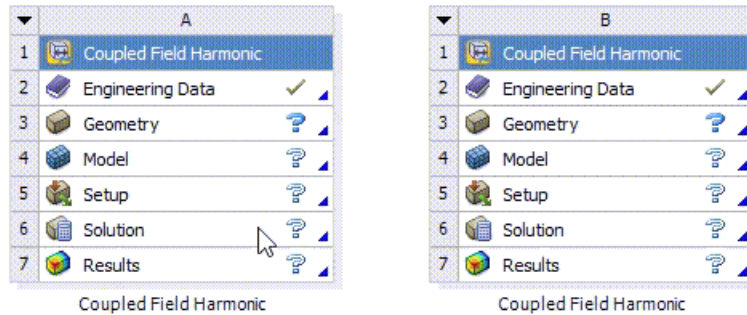 A
1 Coupled Field Harmonic
2 Engineering Data
3 Geometry
4 Model
5 Setup
6 Solution
7 Results
Coupled Field Harmonic
B
1 Coupled Field Harmonic
2 Engineering Data
3 Geometry
4 Model
5 Setup
6 Solution
7 Results
Coupled Field Harmonic